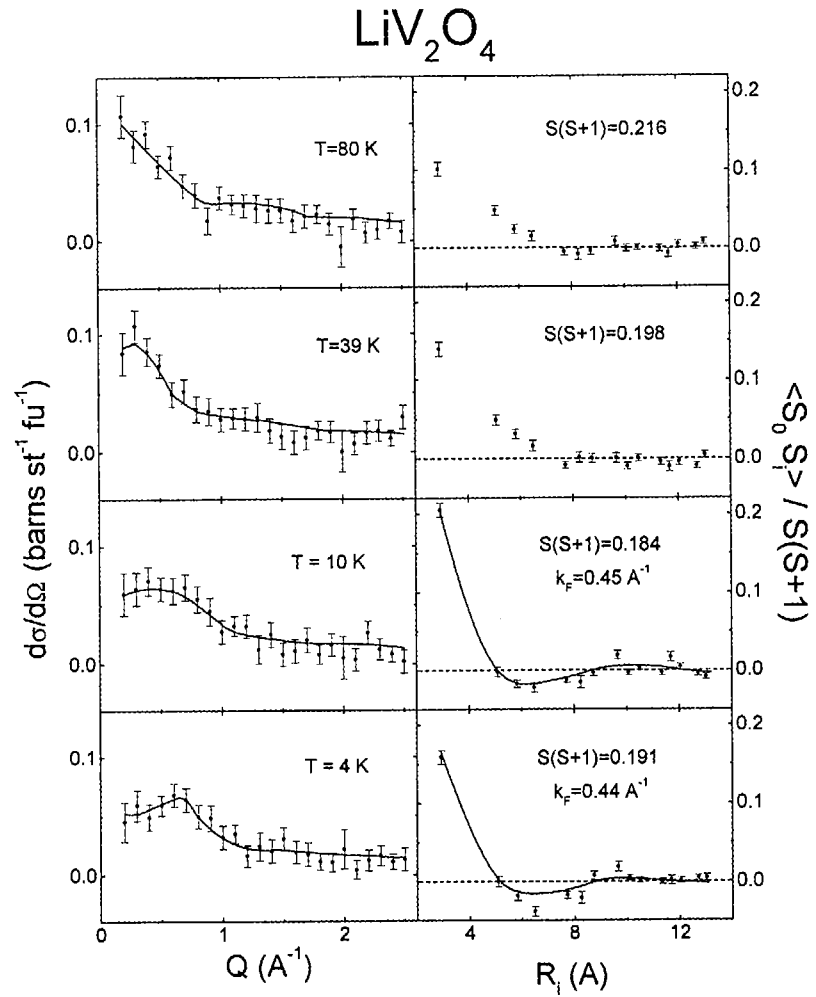 LiV₂O₄
0.1
0.0
T=80 K
S(S+1)=0.216
0.2
0.1
0.0
0.1
0.0
T=39 K
S(S+1)=0.198
0.2
0.1
0.0
0.1
0.0
T = 10 K
S(S+1)=0.184
k_F=0.45 A⁻¹
0.2
0.1
0.0
0.1
0.0
T = 4 K
S(S+1)=0.191
k_F=0.44 A⁻¹
0.2
0.1
0.0
dσ/dΩ (barns st⁻¹ fu⁻¹)
<S₀ Sᵢ> / S(S+1)
0 1 2
4 8 12
Q (A⁻¹)
Rᵢ (A)